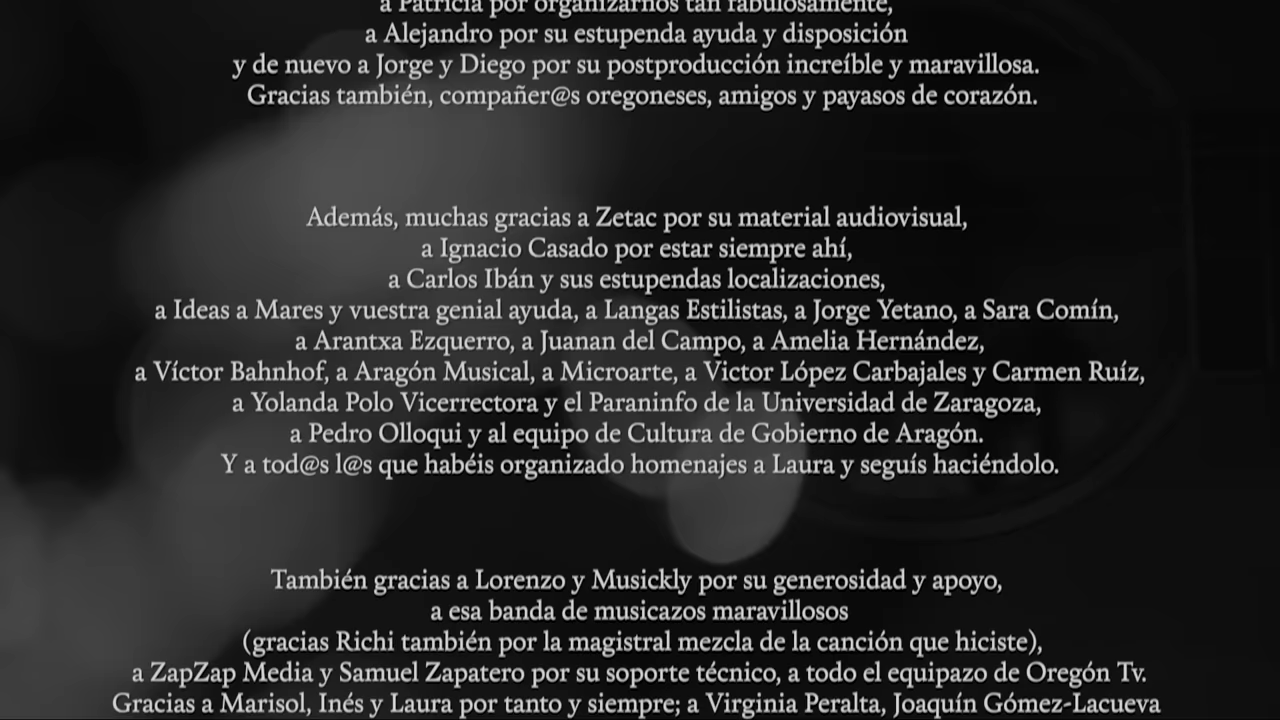 a Patricia por organizarnos tan fabulosamente,
a Alejandro por su estupenda ayuda y disposición
y de nuevo a Jorge y Diego por su postproducción increíble y maravillosa.
Gracias también, compañer@s oregoneses, amigos y payasos de corazón.
Además, muchas gracias a Zetac por su material audiovisual,
a Ignacio Casado por estar siempre ahí,
a Carlos Ibán y sus estupendas localizaciones,
a Ideas a Mares y vuestra genial ayuda, a Langas Estilistas, a Jorge Yetano, a Sara Comín,
a Arantxa Ezquerro, a Juanan del Campo, a Amelia Hernández,
a Víctor Bahnhof, a Aragón Musical, a Microarte, a Victor López Carbajales y Carmen Ruíz,
a Yolanda Polo Vicerrectora y el Paraninfo de la Universidad de Zaragoza,
a Pedro Olloqui y al equipo de Cultura de Gobierno de Aragón.
Y a tod@s l@s que habéis organizado homenajes a Laura y seguís haciéndolo.
También gracias a Lorenzo y Musickly por su generosidad y apoyo,
a esa banda de musicazos maravillosos
(gracias Richi también por la magistral mezcla de la canción que hiciste),
a ZapZap Media y Samuel Zapatero por su soporte técnico, a todo el equipazo de Oregón Tv.
Gracias a Marisol, Inés y Laura por tanto y siempre; a Virginia Peralta, Joaquín Gómez-Lacueva